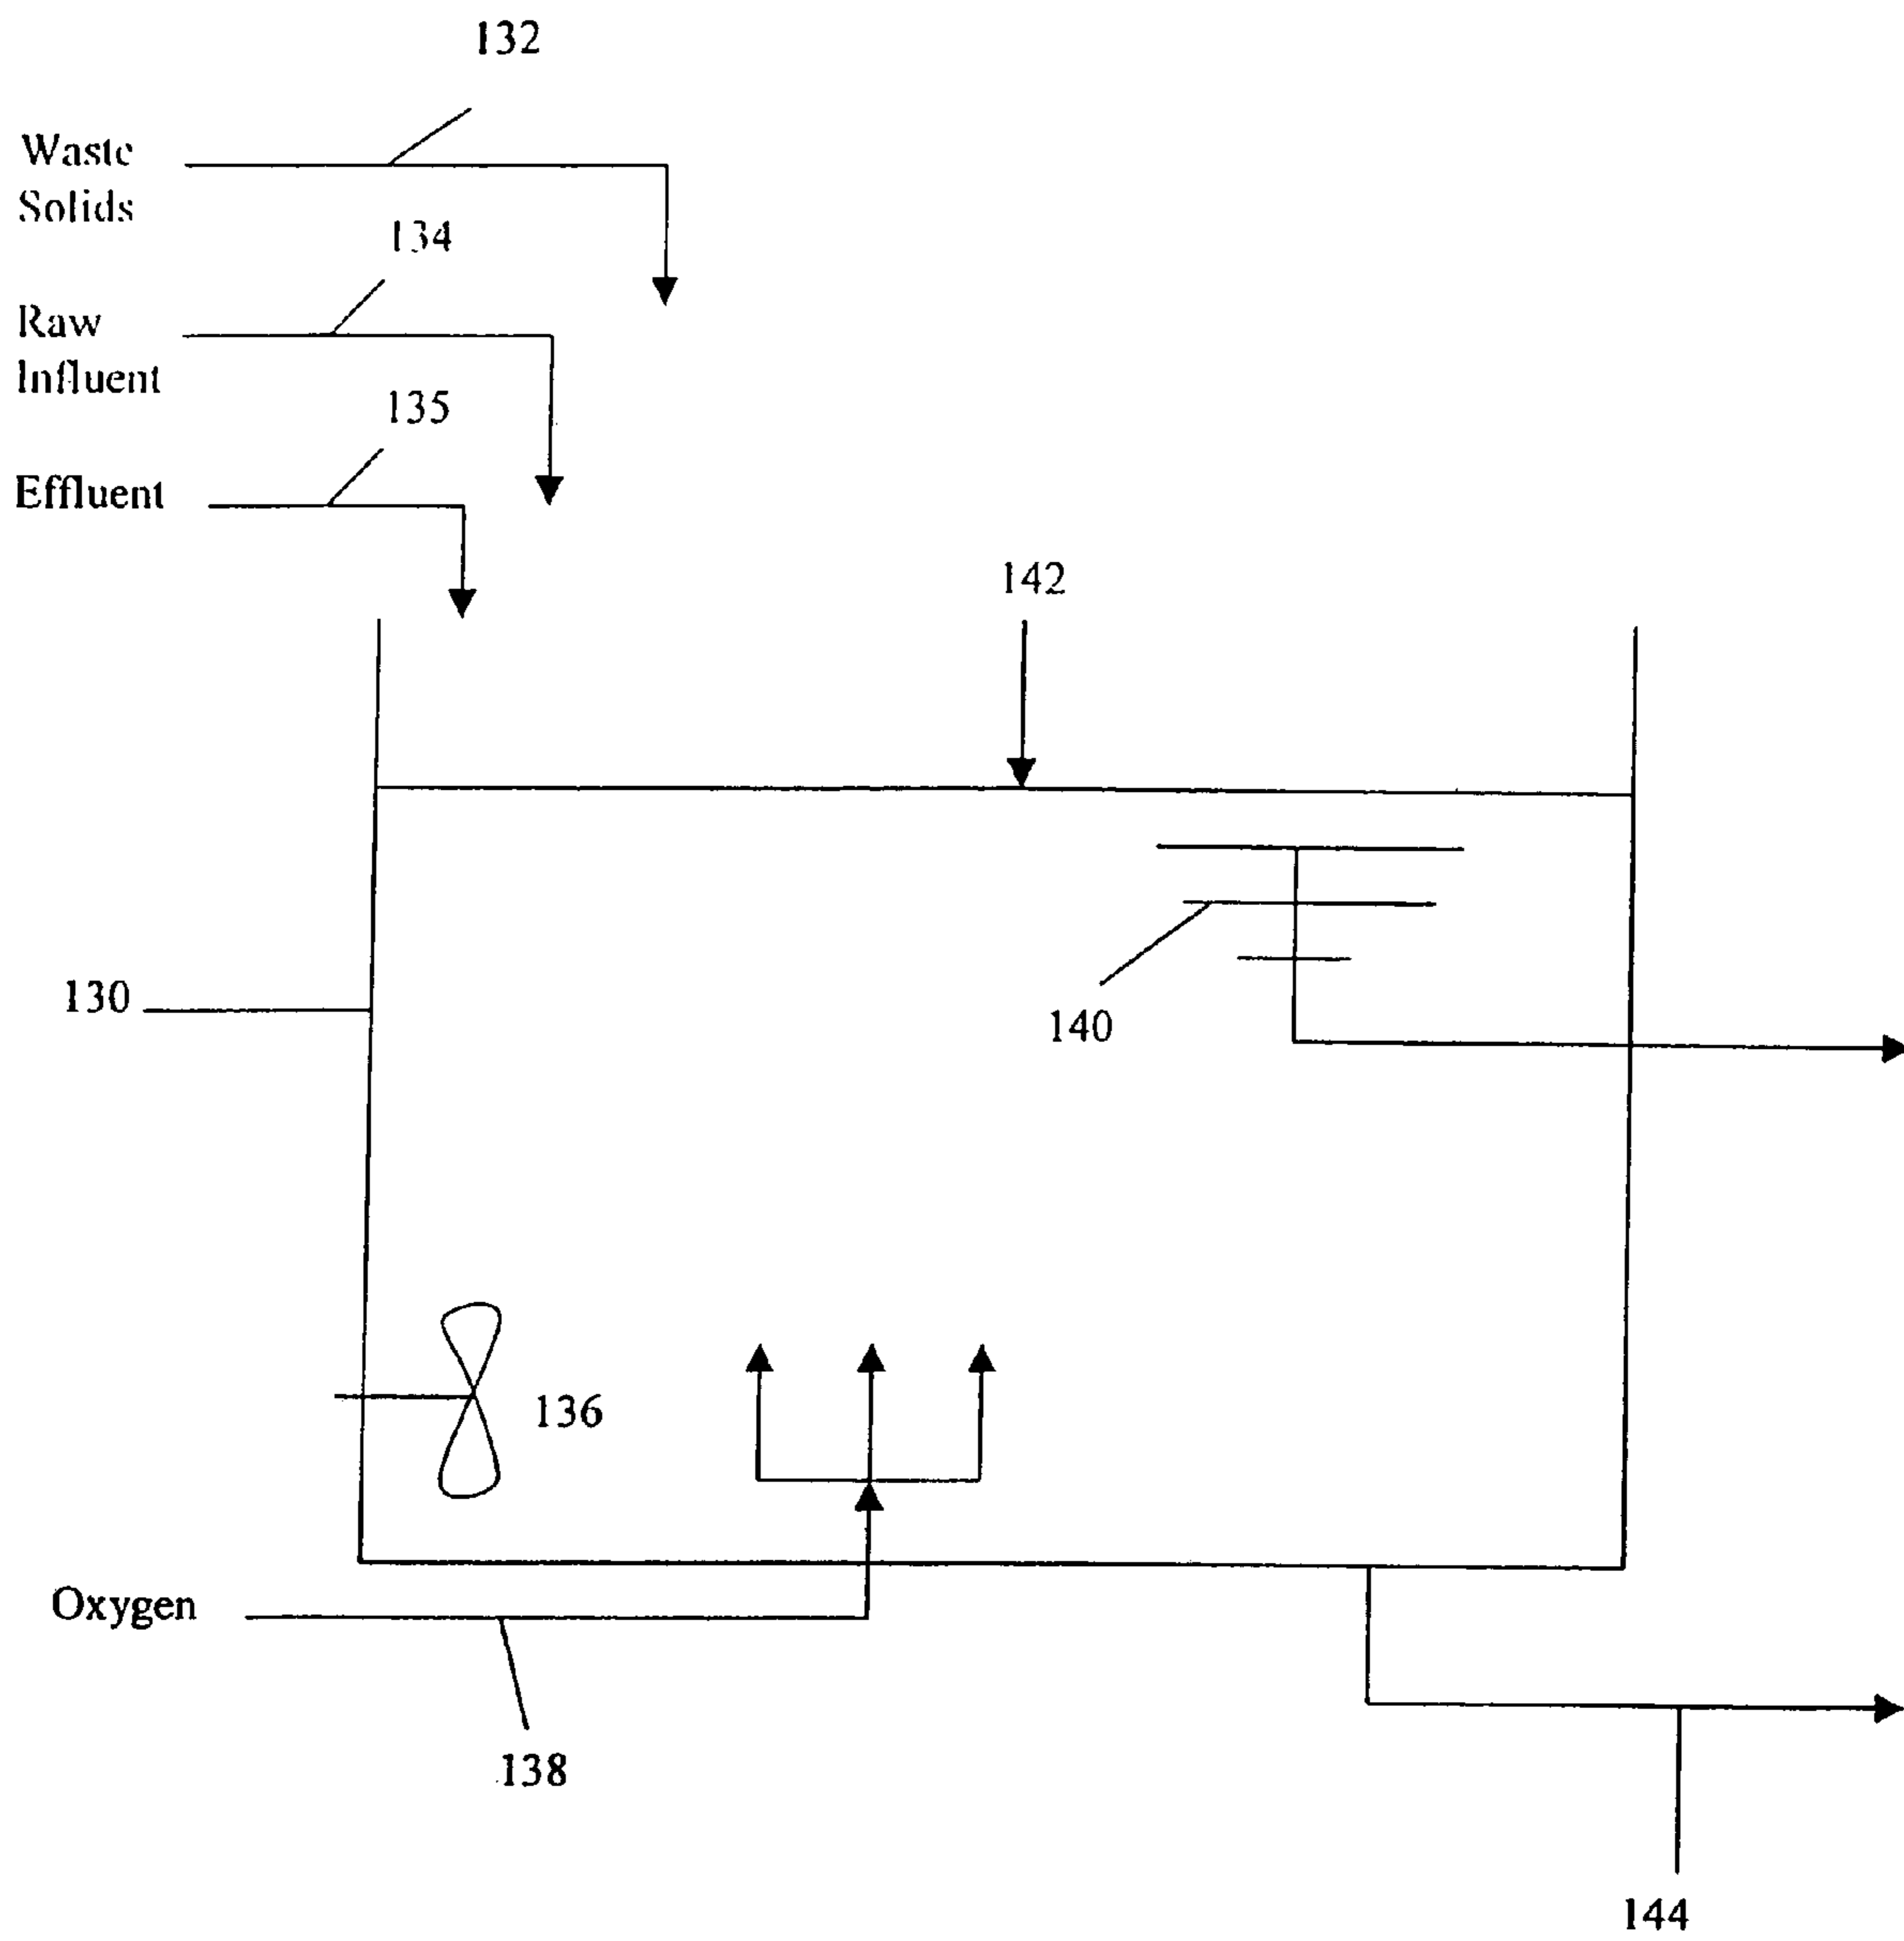 132
Waste
Solids
134
Raw
Influent
135
Effluent
142
130
140
136
Oxygen
138
144